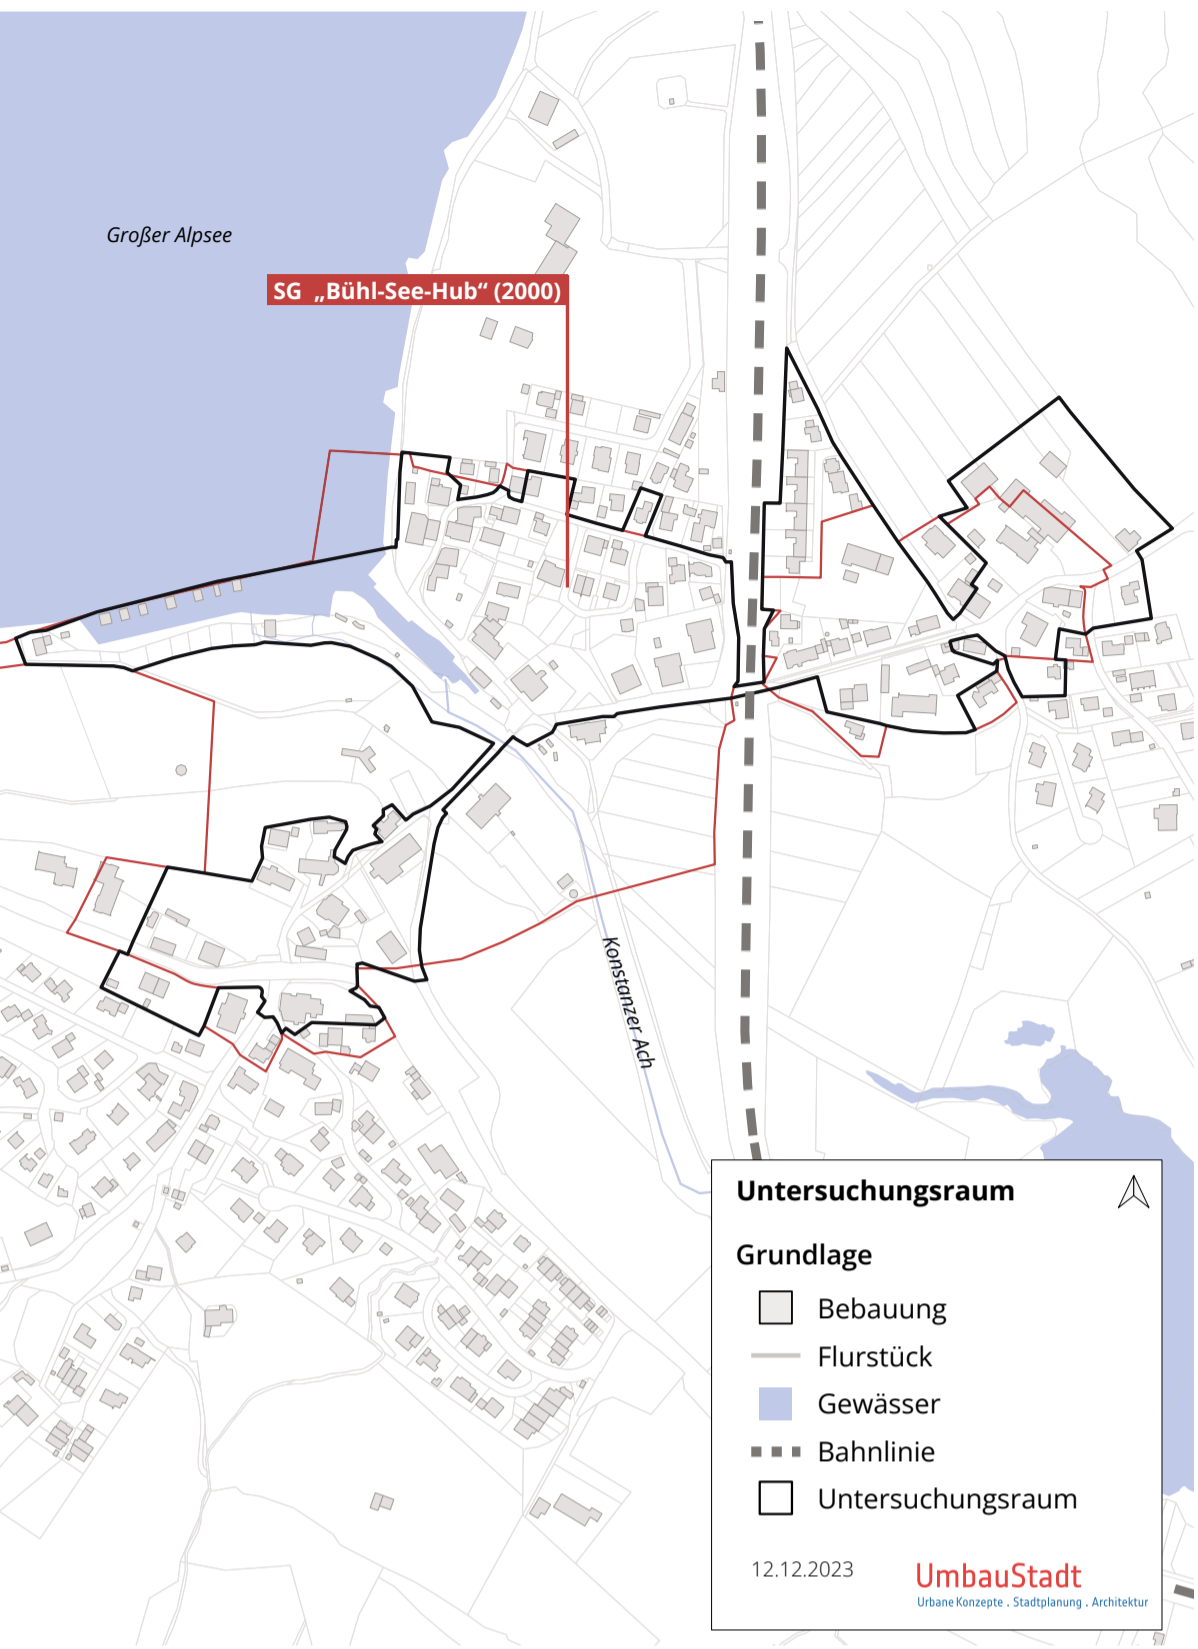 Großer Alpsee
SG „Bühl-See-Hub“ (2000)
Konstanzer Ach
Untersuchungsraum
Grundlage
Bebauung
Flurstück
Gewässer
Bahnlinie
Untersuchungsraum
12.12.2023
UmbauStadt
Urbane Konzepte . Stadtplanung . Architektur